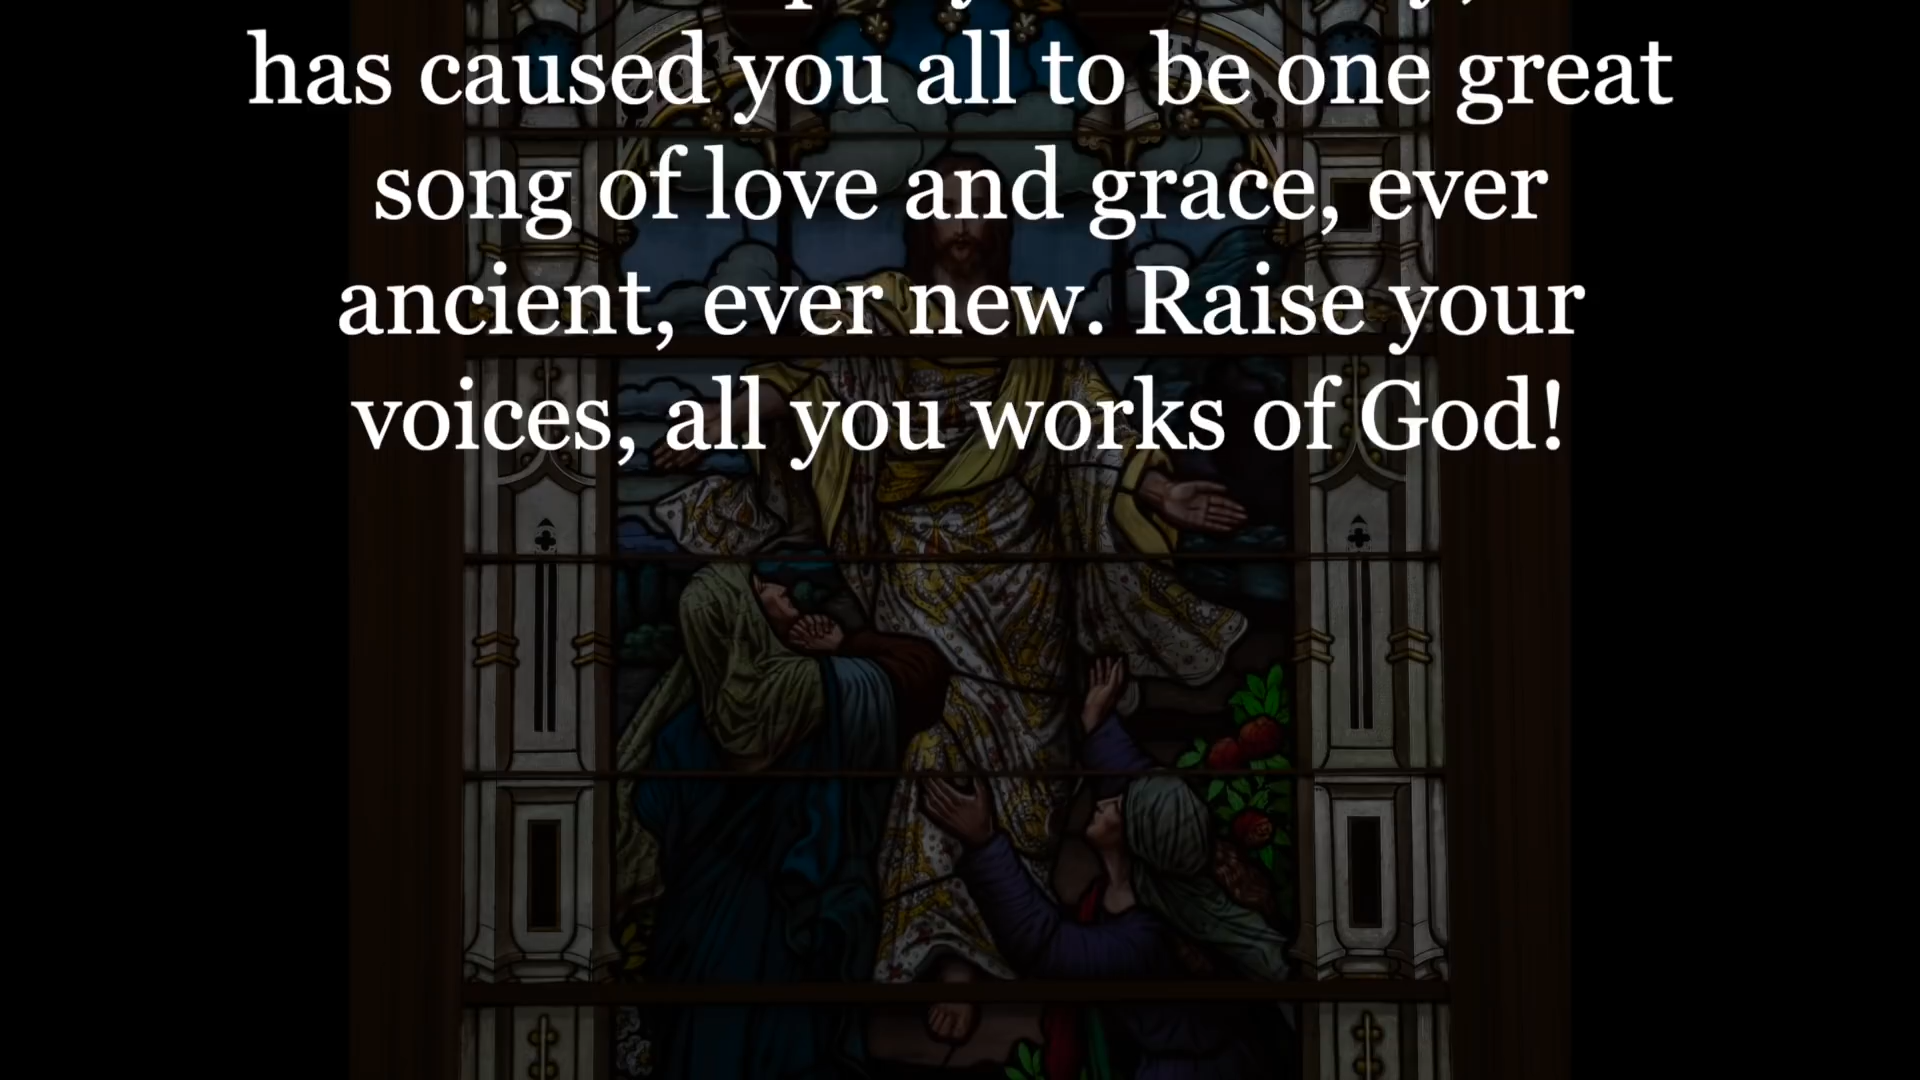 has caused you all to be one great
song of love and grace, ever
ancient, ever new. Raise your
voices, all you works of God!